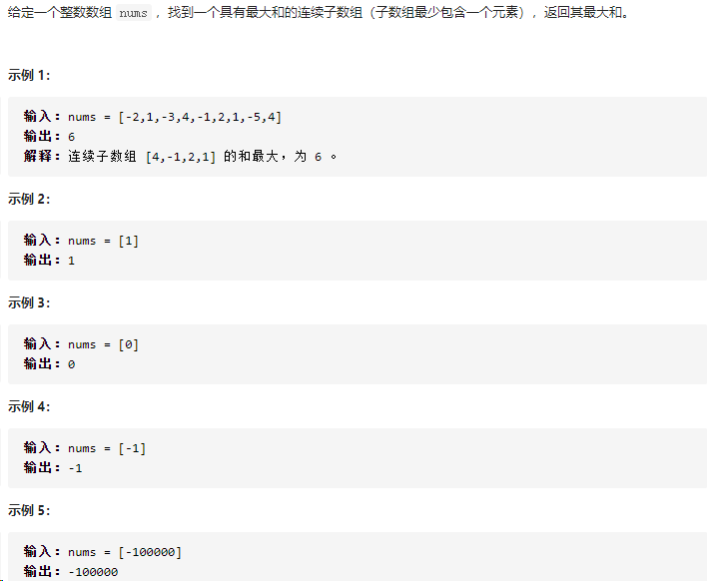 给定一个整数数组 nums ，找到一个具有最大和的连续子数组（子数组最少包含一个元素），返回其最大和。
示例 1：
输入：nums = [-2,1,-3,4,-1,2,1,-5,4]
输出：6
解释：连续子数组 [4,-1,2,1] 的和最大，为 6 。
示例 2：
输入：nums = [1]
输出：1
示例 3：
输入：nums = [0]
输出：0
示例 4：
输入：nums = [-1]
输出：-1
示例 5：
输入：nums = [-100000]
输出：-100000